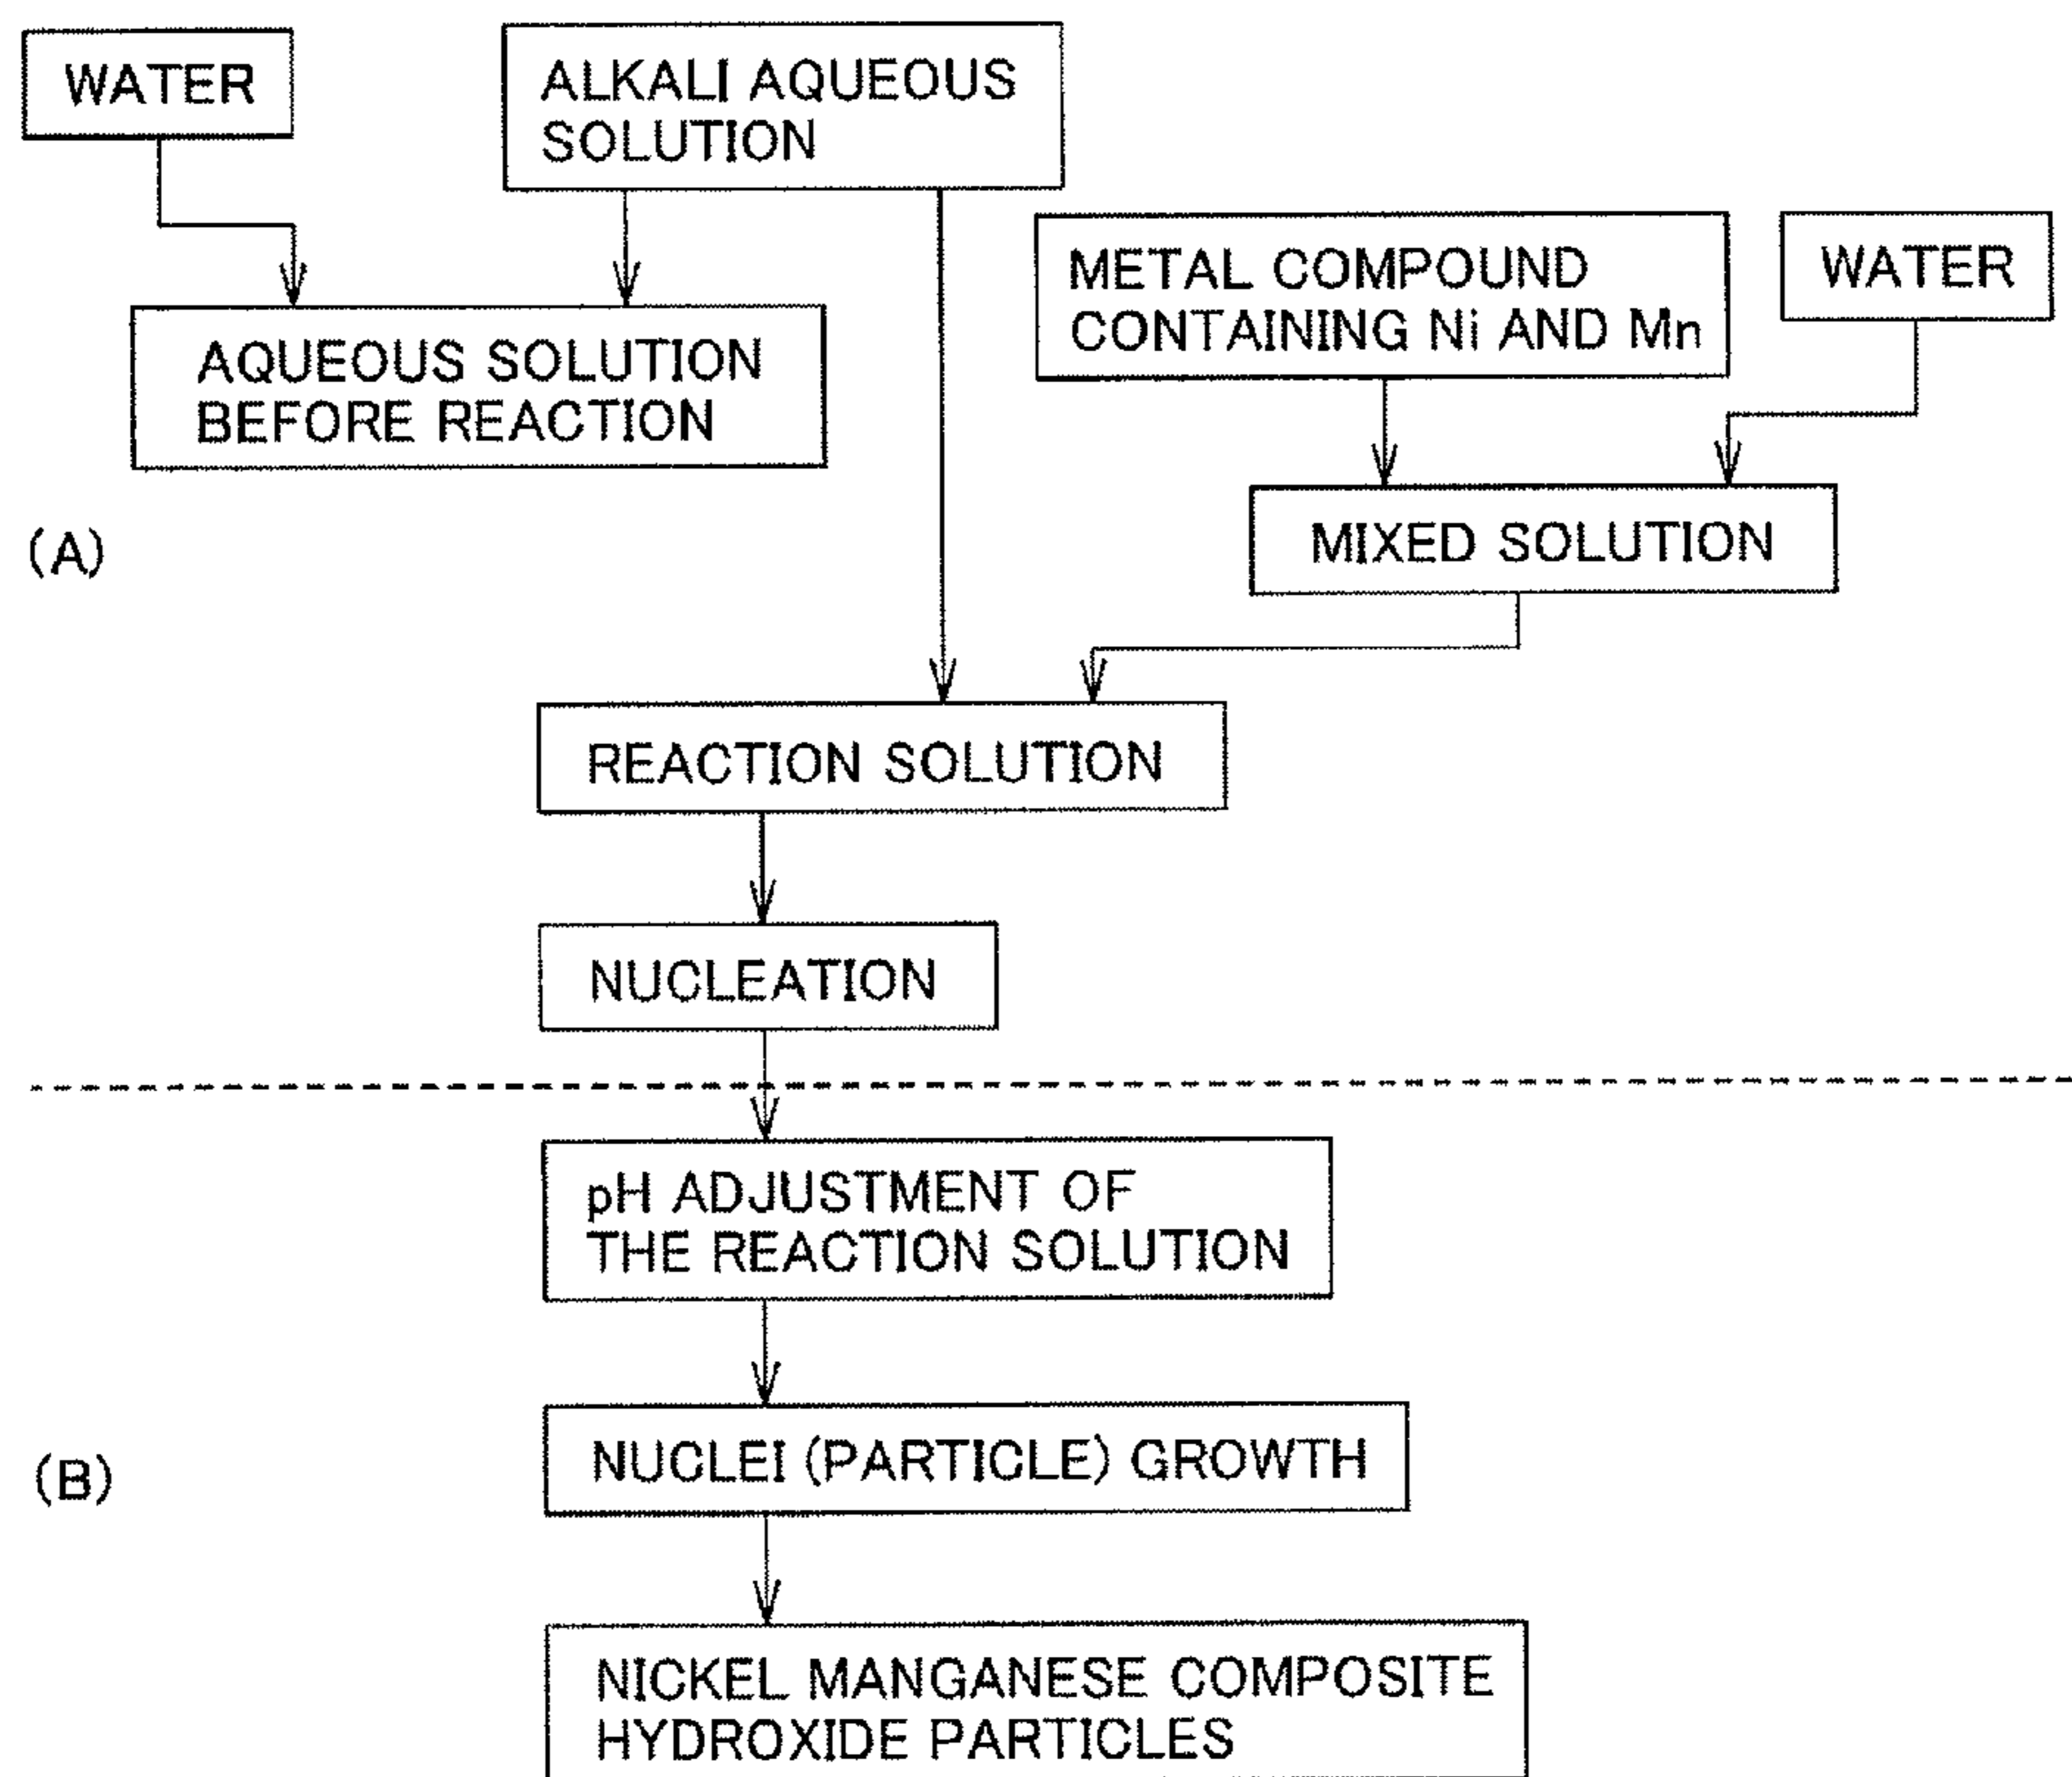 WATER
ALKALI AQUEOUS
SOLUTION
METAL COMPOUND
CONTAINING Ni AND Mn
WATER
AQUEOUS SOLUTION
BEFORE REACTION
MIXED SOLUTION
(A)
REACTION SOLUTION
NUCLEATION
pH ADJUSTMENT OF
THE REACTION SOLUTION
NUCLEI (PARTICLE) GROWTH
(B)
NICKEL MANGANESE COMPOSITE
HYDROXIDE PARTICLES